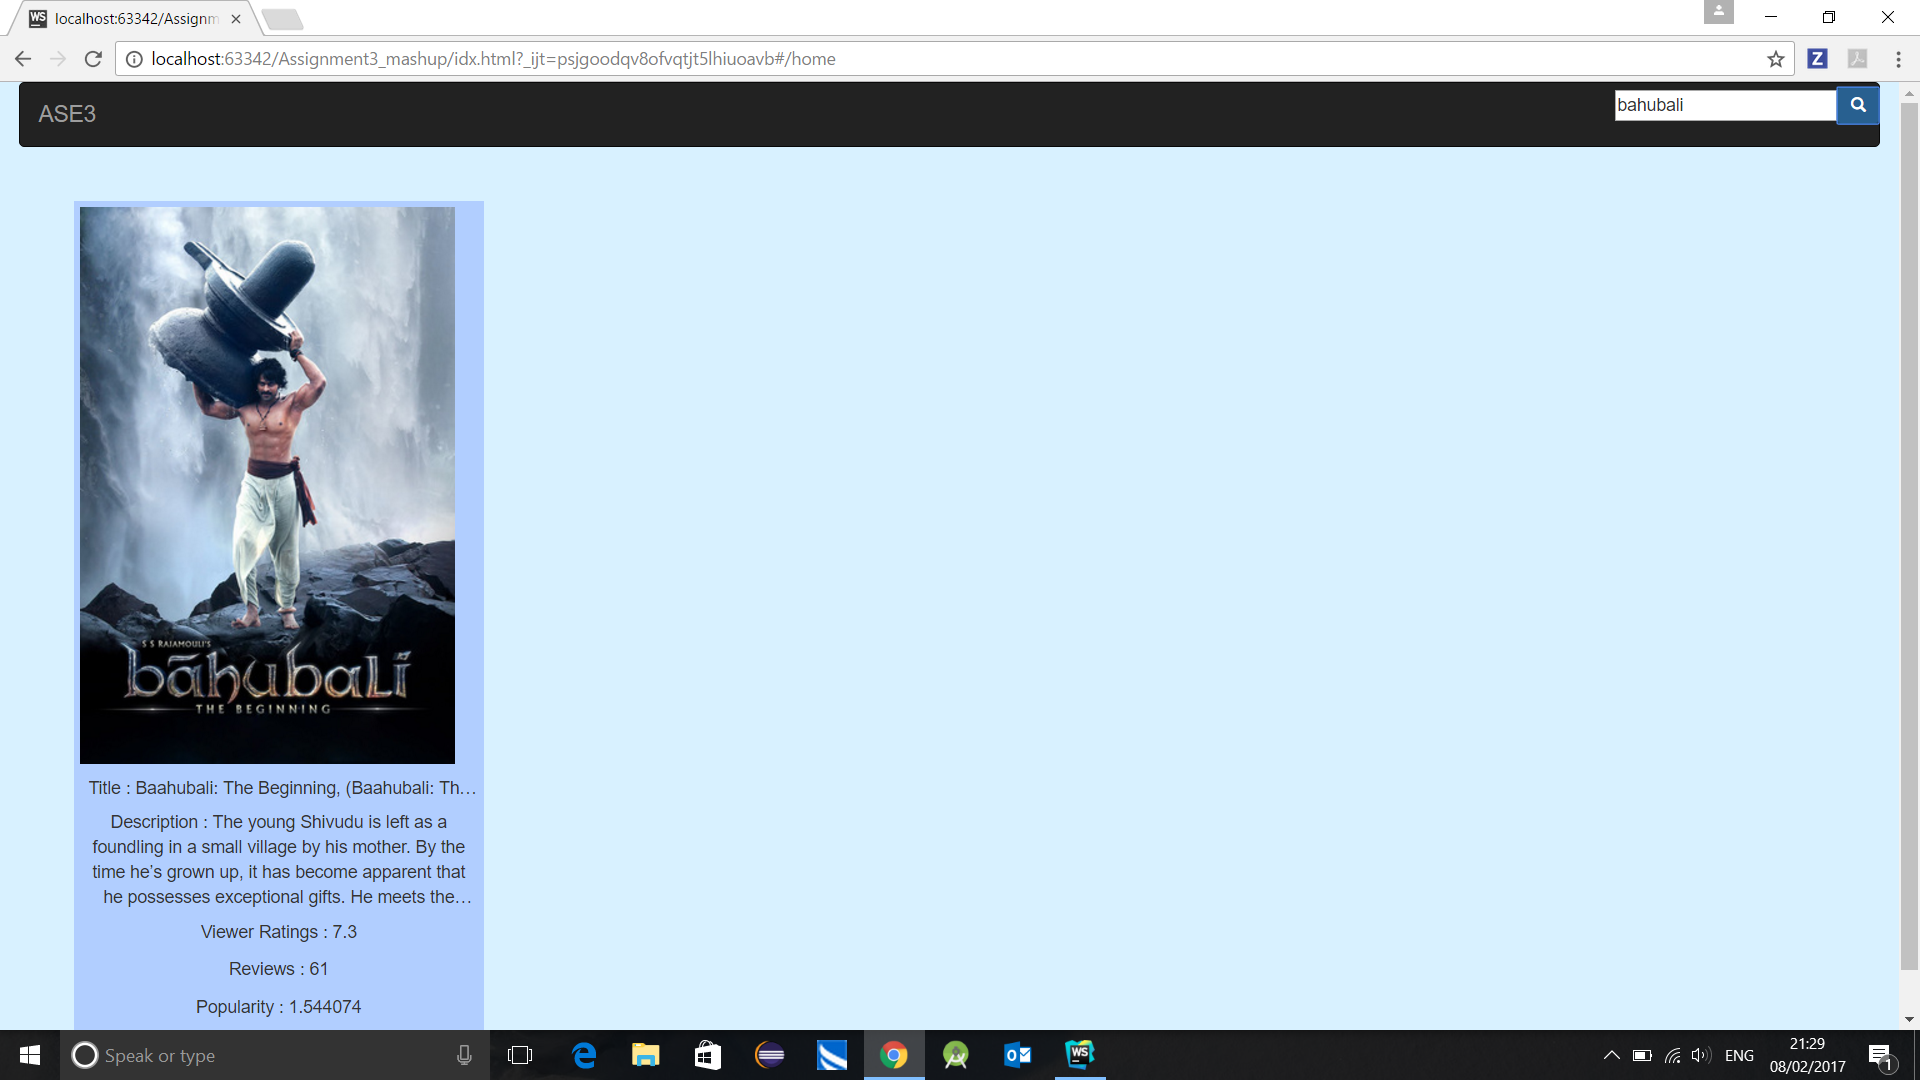 localhost:63342/Assignm
localhost:63342/Assignment3_mashup/idx.html?_ijt=psjgoodqv8ofvqtjt5lhiuoavb#/home
ASE3
bahubali
S S RAJAMOULI'S
bāhubali
THE BEGINNING
Title : Baahubali: The Beginning, (Baahubali: Th...
Description : The young Shivudu is left as a
foundling in a small village by his mother. By the
time he’s grown up, it has become apparent that
he possesses exceptional gifts. He meets the...
Viewer Ratings : 7.3
Reviews : 61
Popularity : 1.544074
Speak or type
ENG
21:29
08/02/2017
1